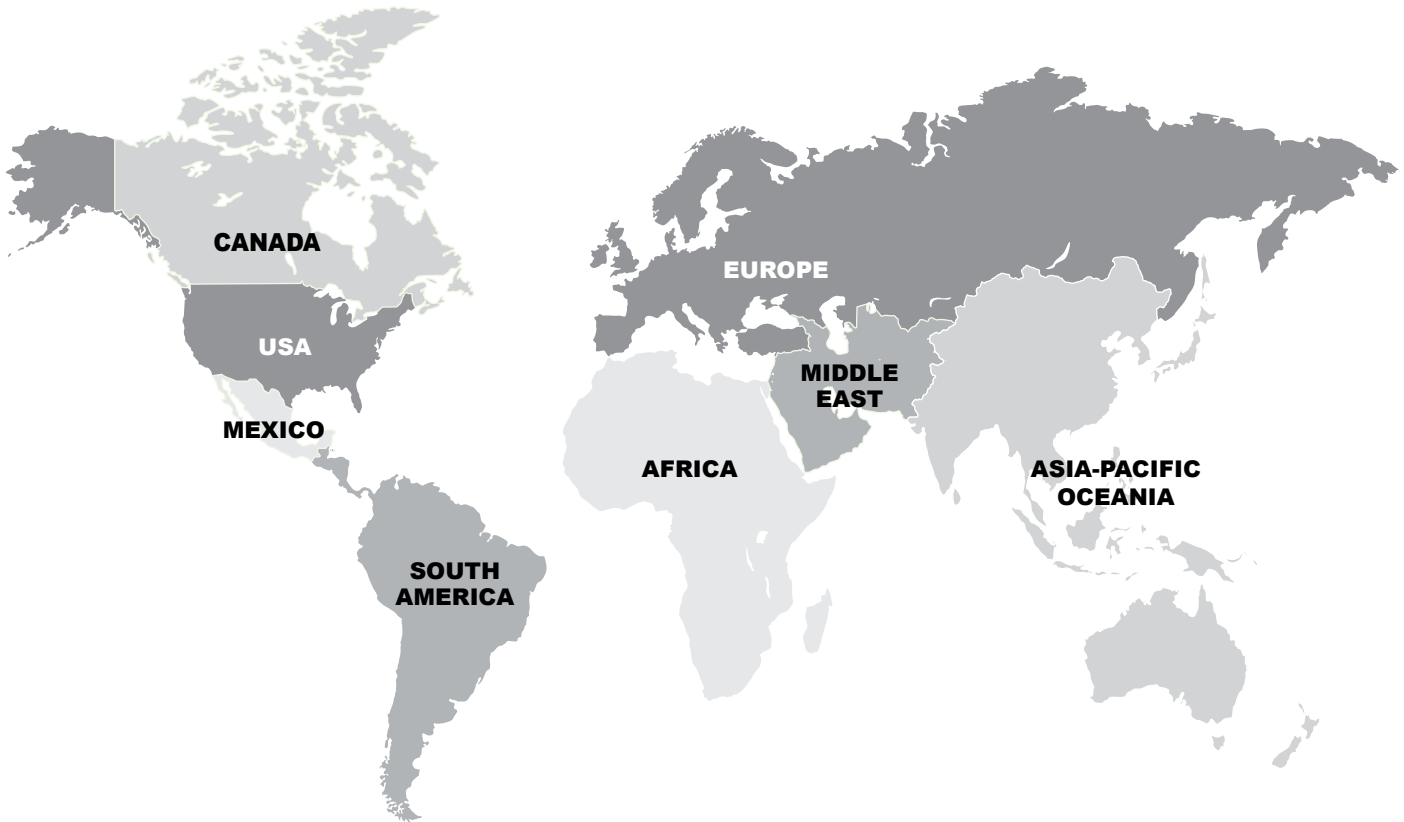 CANADA
EUROPE
USA
MIDDLE
EAST
MEXICO
AFRICA
ASIA-PACIFIC
OCEANIA
SOUTH
AMERICA